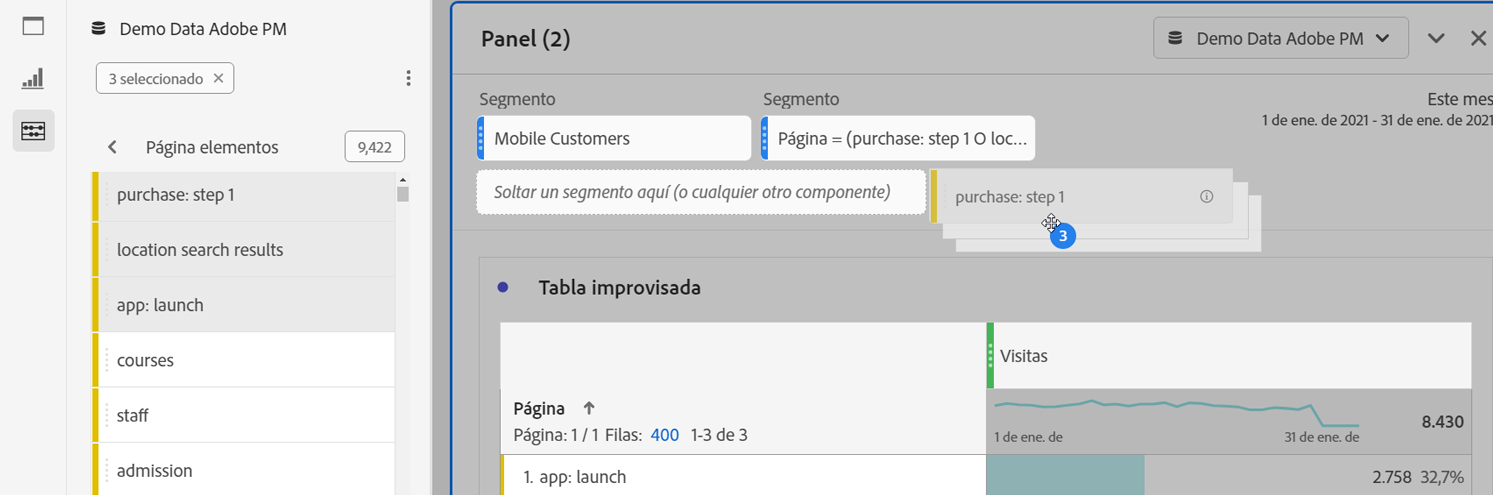 Demo Data Adobe PM
3 seleccionado
Página elementos
9,422
purchase: step 1
location search results
app: launch
courses
staff
admission
Panel (2)
Demo Data Adobe PM
Segmento
Segmento
Este mes
1 de ene. de 2021 - 31 de ene. de 2021
Mobile Customers
Página = (purchase: step 1 O loc...
Soltar un segmento aquí (o cualquier otro componente)
purchase: step 1
3
Tabla improvisada
Visitas
Página
Página: 1 / 1 Filas: 400 1-3 de 3
1 de ene. de
31 de ene. de
8.430
1. app: launch
2.758 32,7%